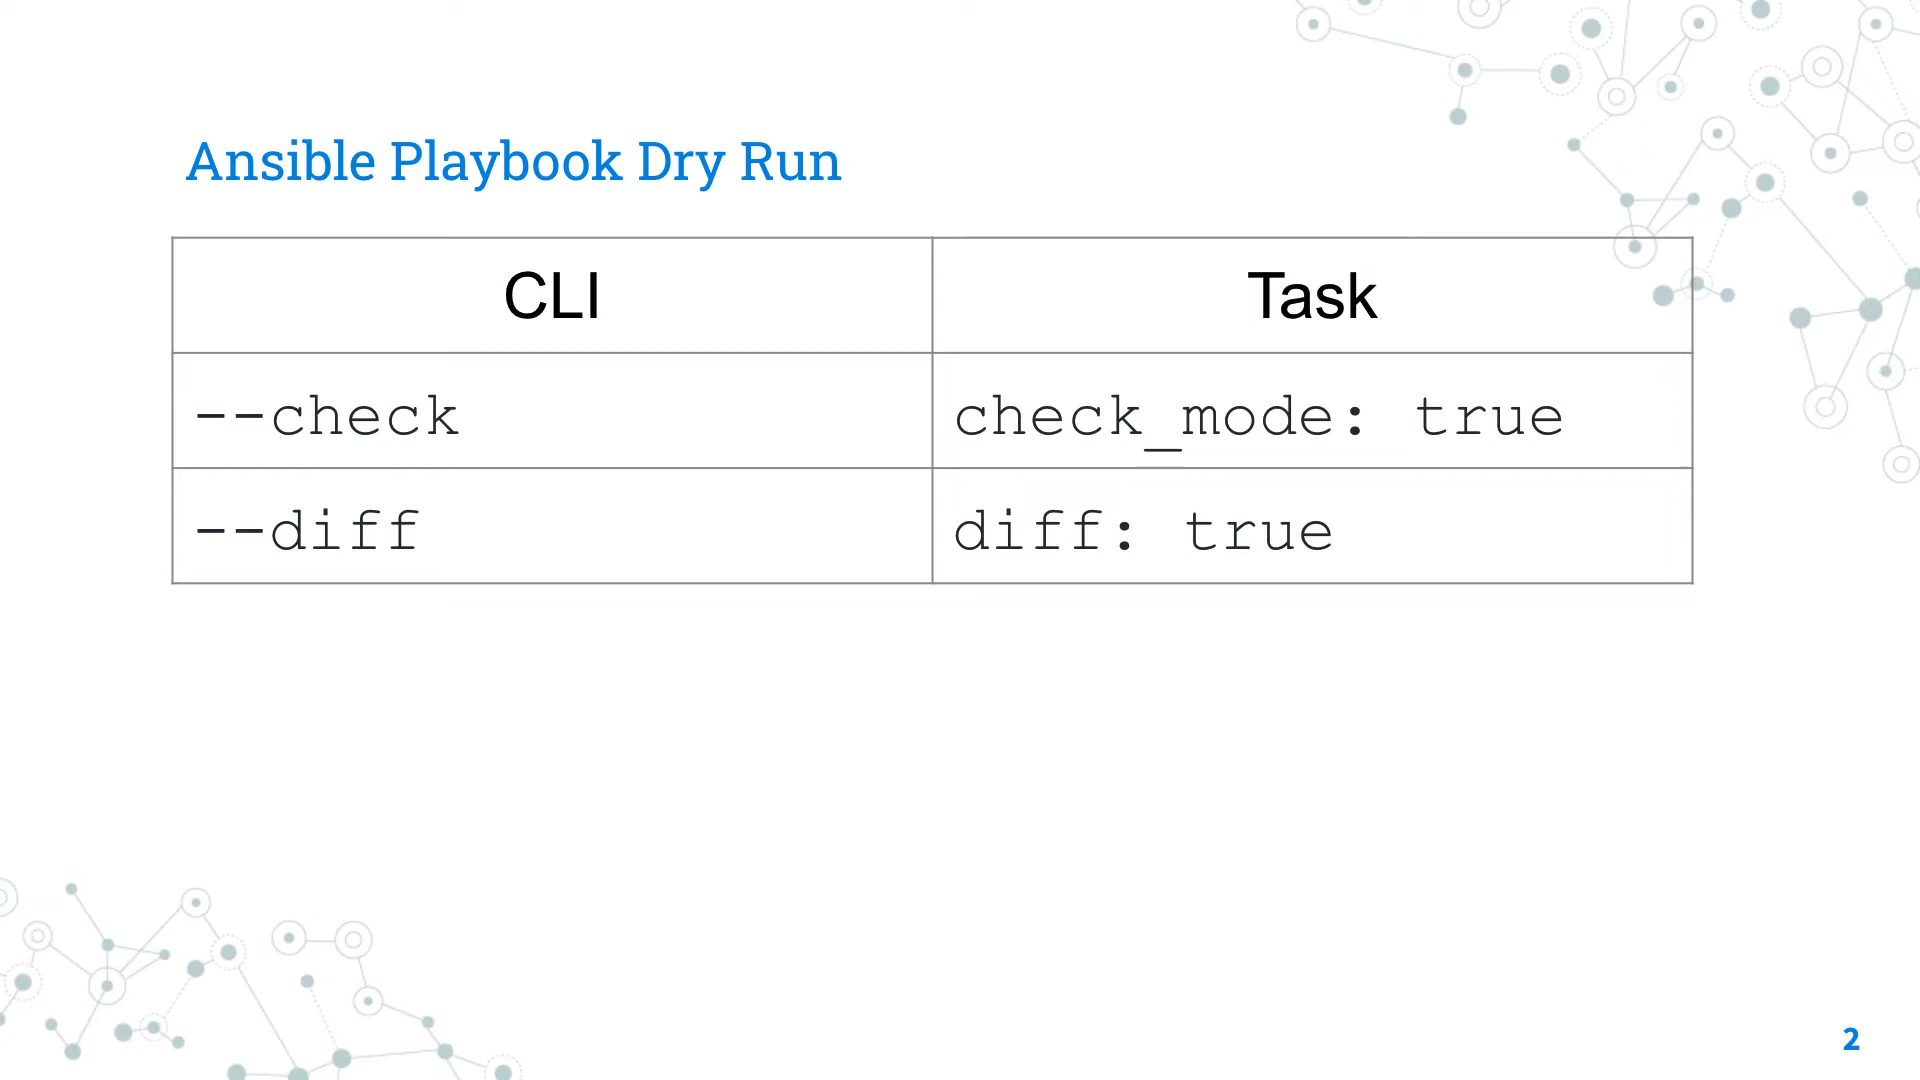 Ansible Playbook Dry Run
CLI Task
--check check_mode: true
--diff diff: true
2